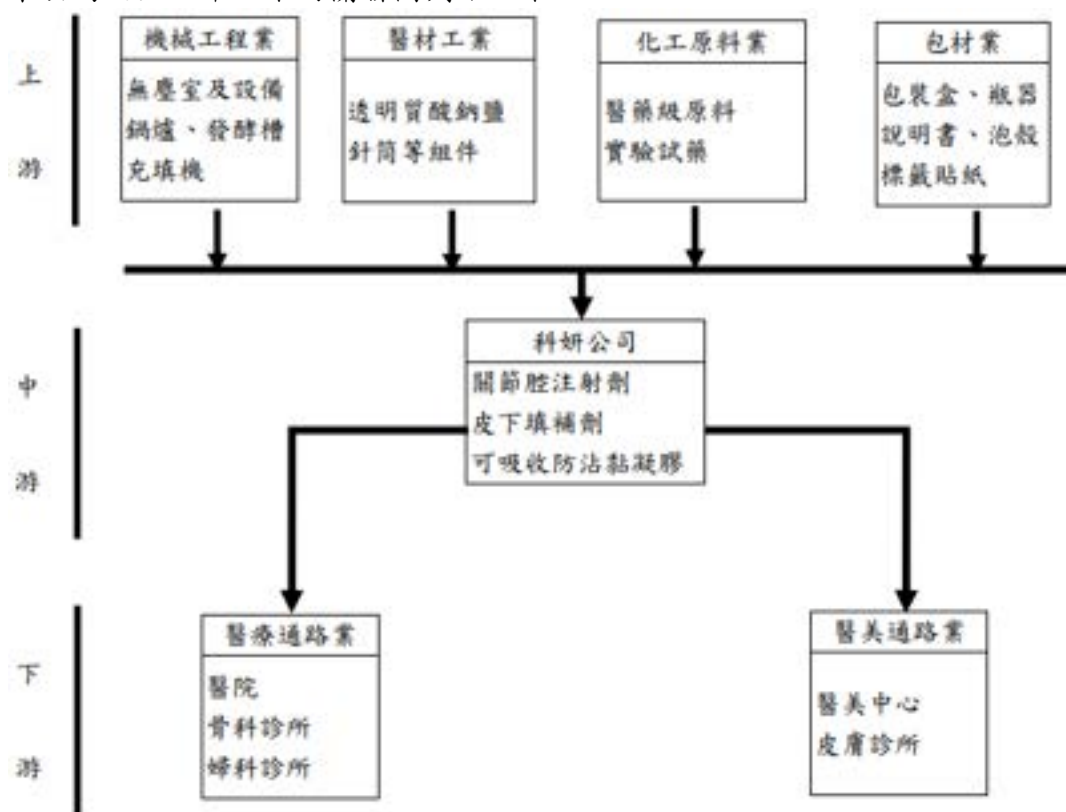 上游
機械工程業
無塵室及設備
鍋爐、發酵槽
充填機
醫材工業
透明質酸鈉鹽
針筒等組件
化工原料業
醫藥級原料
實驗試藥
包材業
包裝盒、瓶器
說明書、泡殼
標籤貼紙
中游
科妍公司
關節腔注射劑
皮下填補劑
可吸收防沾黏凝膠
下游
醫療通路業
醫院
骨科診所
婦科診所
醫美通路業
醫美中心
皮膚診所